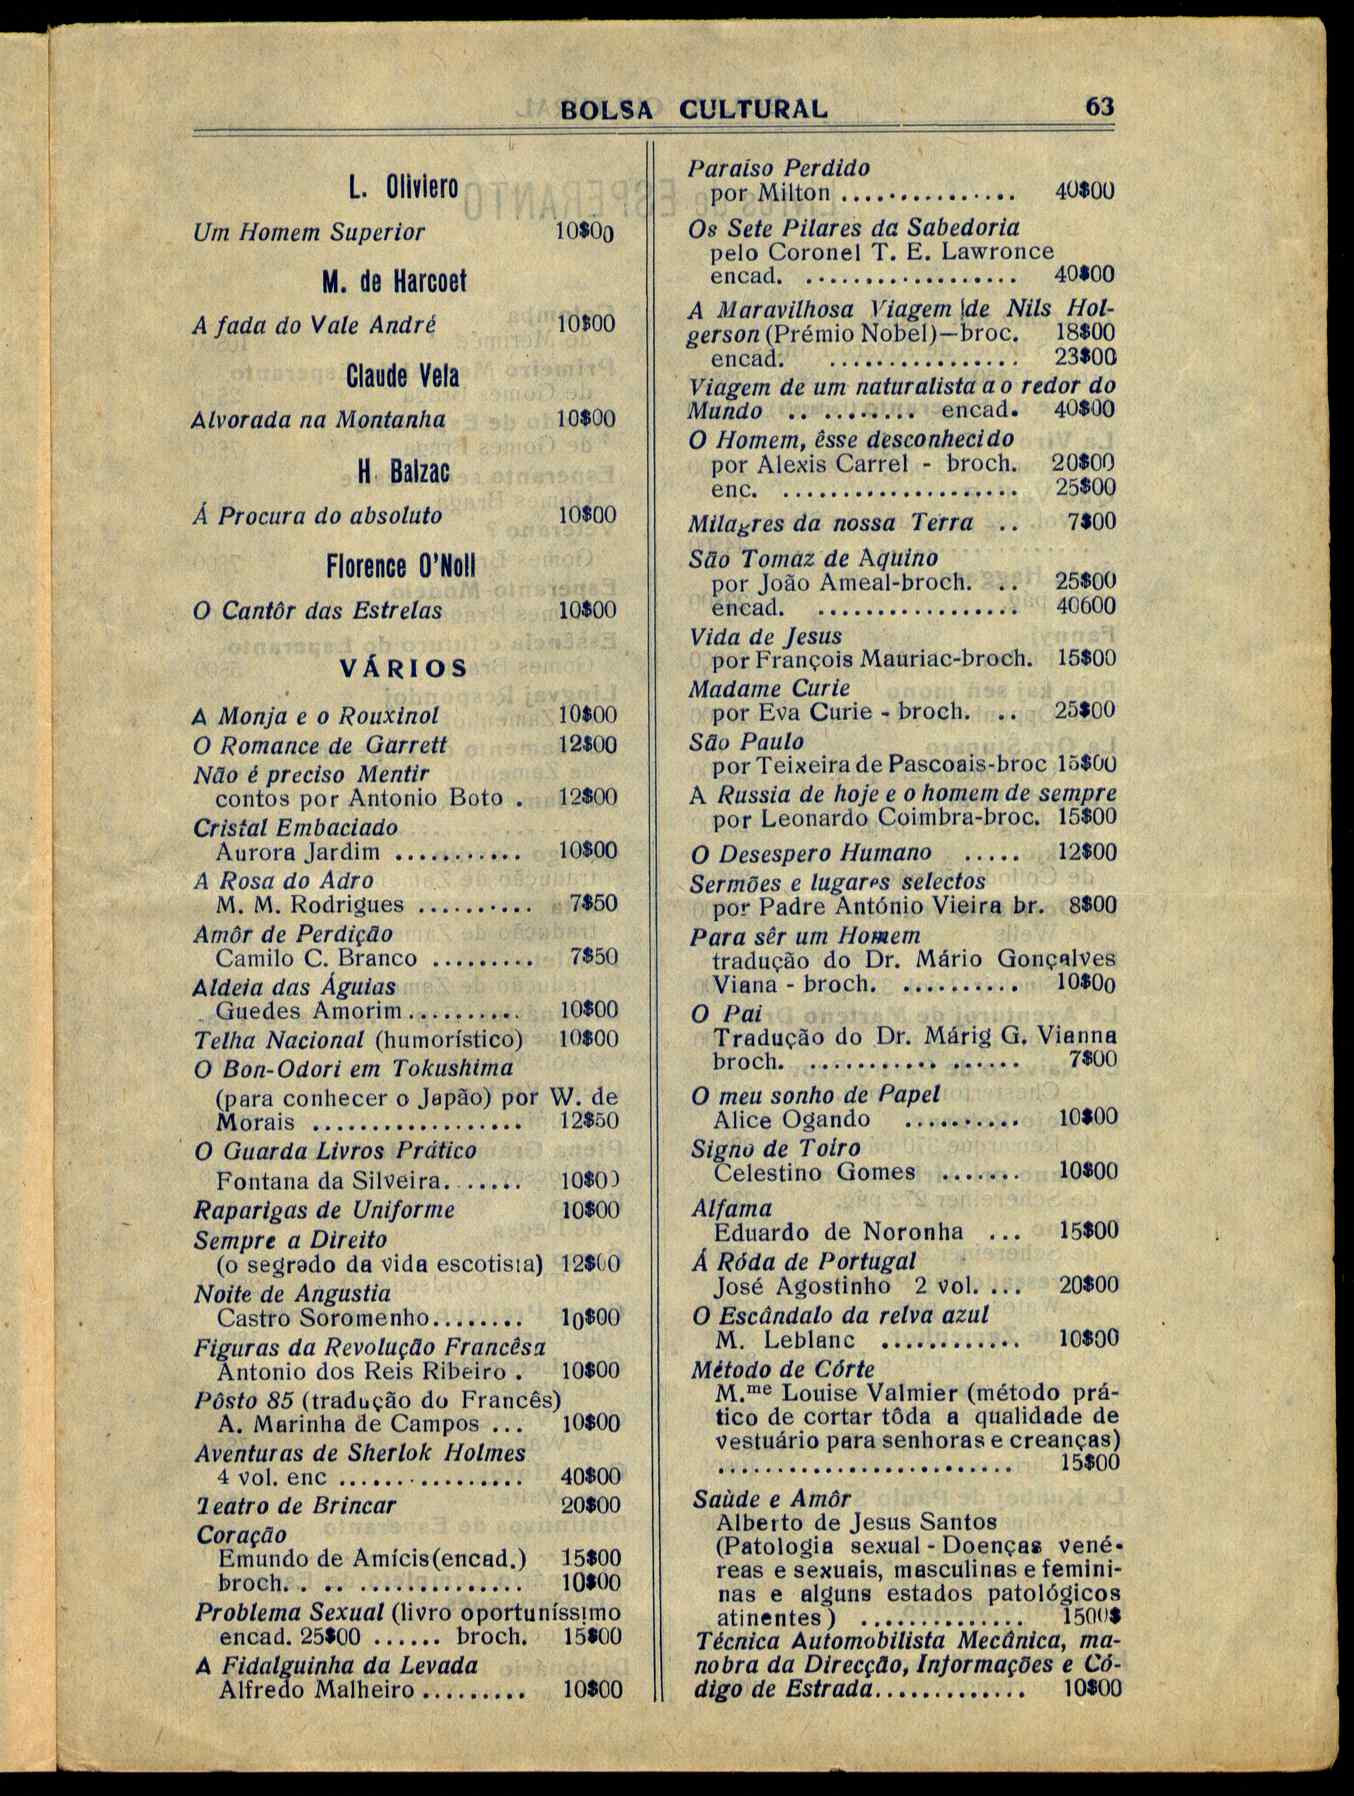 BOLSA CULTURAL 63
L. Oliviero
Um Homem Superior 10$00
M. de Harcoet
A fada do Vale André 10$00
Claude Vela
Alvorada na Montanha 10$00
H. Balzac
Á Procura do absoluto 10$00
Florence O'Noll
O Cantôr das Estrelas 10$00
VÁRIOS
A Monja e o Rouxinol 10$00
O Romance de Garrett 12$00
Não é preciso Mentir
contos por Antonio Boto . 12$00
Cristal Embaciado
Aurora Jardim ........... 10$00
A Rosa do Adro
M. M. Rodrigues .......... 7$50
Amôr de Perdição
Camilo C. Branco ......... 7$50
Aldeia das Águias
Guedes Amorim.......... 10$00
Telha Nacional (humorístico) 10$00
O Bon-Odori em Tokushima
(para conhecer o Japão) por W. de
Morais .................. 12$50
O Guarda Livros Prático
Fontana da Silveira. ...... 10$00
Raparigas de Uniforme 10$00
Sempre a Direito
(o segredo da vida escotista) 12$00
Noite de Angustia
Castro Soromenho........ 10$00
Figuras da Revolução Francêsa
Antonio dos Reis Ribeiro . 10$00
Pôsto 85 (tradução do Francês)
A. Marinha de Campos ... 10$00
Aventuras de Sherlok Holmes
4 vol. enc ................ 40$00
Teatro de Brincar 20$00
Coração
Emundo de Amícis(encad.) 15$00
broch. . .. .............. 10$00
Problema Sexual (livro oportuníssimo
encad. 25$00 ...... broch. 15$00
A Fidalguinha da Levada
Alfredo Malheiro ......... 10$00
Paraíso Perdido
por Milton ............... 40$00
Os Sete Pilares da Sabedoria
pelo Coronel T. E. Lawronce
encad. .................. 40$00
A Maravilhosa Viagem de Nils Hol-
gerson (Prémio Nobel)—broc. 18$00
encad. ................ 23$00
Viagem de um naturalista ao redor do
Mundo .. ........ encad. 40$00
O Homem, êsse desconhecido
por Alexis Carrel - broch. 20$00
enc. .................... 25$00
Milagres da nossa Terra .. 7$00
São Tomaz de Aquino
por João Ameal-broch. .. 25$00
encad. ................. 40600
Vida de Jesus
por François Mauriac-broch. 15$00
Madame Curie
por Eva Curie - broch. .. 25$00
São Paulo
por Teixeira de Pascoais-broc 15$00
A Russia de hoje e o homem de sempre
por Leonardo Coimbra-broc. 15$00
O Desespero Humano ..... 12$00
Sermões e lugares selectos
por Padre António Vieira br. 8$00
Para sêr um Homem
tradução do Dr. Mário Gonçalves
Viana - broch. .......... 10$00
O Pai
Tradução do Dr. Márig G. Vianna
broch. ........... ...... 7$00
O meu sonho de Papel
Alice Ogando .......... 10$00
Signo de Toiro
Celestino Gomes ....... 10$00
Alfama
Eduardo de Noronha ... 15$00
Á Róda de Portugal
José Agostinho 2 vol. ... 20$00
O Escândalo da relva azul
M. Leblanc ............ 10$00
Método de Córte
M.me Louise Valmier (método prá-
tico de cortar tôda a qualidade de
vestuário para senhoras e creanças)
......................... 15$00
Saùde e Amôr
Alberto de Jesus Santos
(Patologia sexual - Doenças vené-
reas e sexuais, masculinas e femini-
nas e alguns estados patológicos
atinentes) .............. 1500$
Técnica Automobilista Mecânica, ma-
nobra da Direcção, Informações e Có-
digo de Estrada............. 10$00